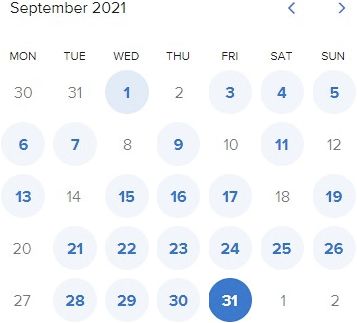 September 2021
MON TUE WED THU FRI SAT SUN
30 31 1 2 3 4 5
6 7 8 9 10 11 12
13 14 15 16 17 18 19
20 21 22 23 24 25 26
27 28 29 30 31 1 2